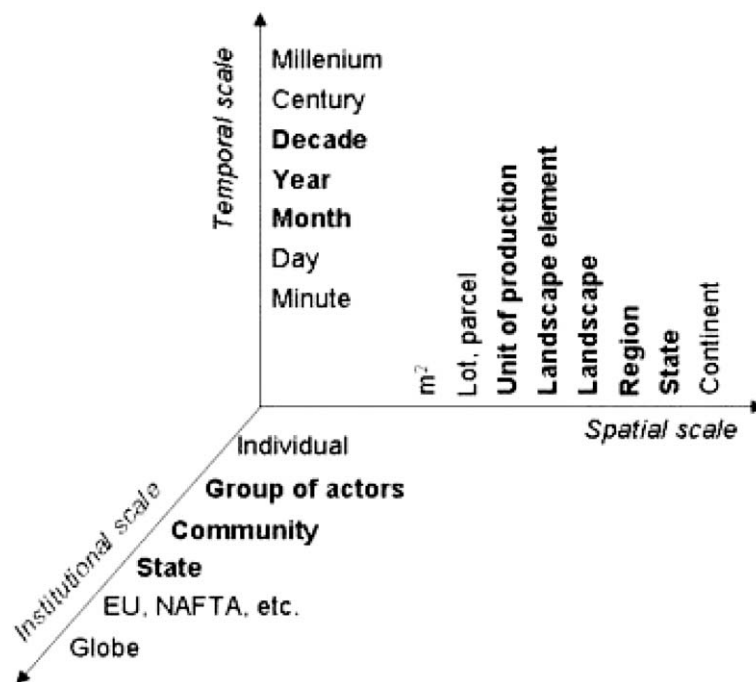 Temporal scale
Millenium
Century
Decade
Year
Month
Day
Minute
m²
Lot, parcel
Unit of production
Landscape element
Landscape
Region
State
Continent
Spatial scale
Individual
Group of actors
Community
State
EU, NAFTA, etc.
Globe
Institutional scale